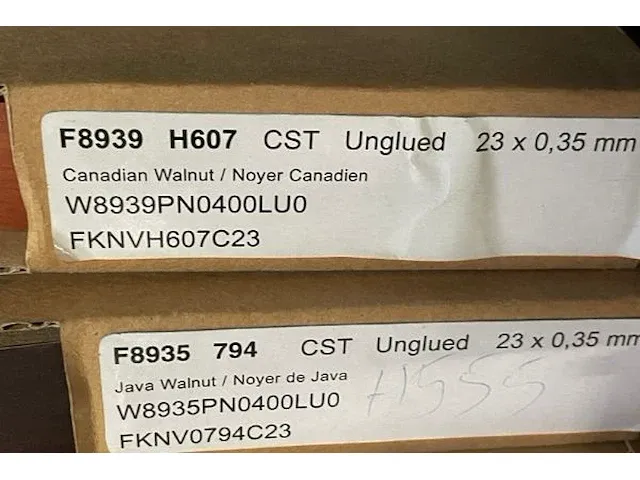 F8939 H607 CST Unglued 23 x 0,35 mm
Canadian Walnut / Noyer Canadien
W8939PN0400LU0
FKNVH607C23
F8935 794 CST Unglued 23 x 0,35 mm
Java Walnut / Noyer de Java
W8935PN0400LU0
FKNV0794C23